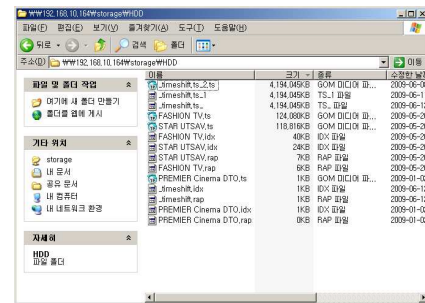 ₩₩192,168,10,164₩storage₩HDD
파일(F) 편집(E) 보기(V) 즐겨찾기(A) 도구(T) 도움말(H)
뒤로 검색 폴더
주소(D) ₩₩192,168,10,164₩storage₩HDD 이동
파일 및 폴더 작업
여기에 새 폴더 만들기
폴더를 웹에 게시
기타 위치
storage
내 문서
공유 문서
내 컴퓨터
내 네트워크 환경
자세히
HDD
파일 폴더
이름 크기 종류 수정한 날짜
_timeshift,ts_2,ts 4,194,045KB GOM 미디어 파... 2009-06-0
_timeshift,ts_1 4,194,045KB TS_1 파일 2009-06-1
_timeshift,ts_ 4,194,045KB TS_ 파일 2009-06-1
FASHION TV,ts 124,080KB GOM 미디어 파... 2009-05-2
STAR UTSAV,ts 118,816KB GOM 미디어 파... 2009-05-2
FASHION TV,idx 40KB IDX 파일 2009-05-2
STAR UTSAV,idx 24KB IDX 파일 2009-05-2
STAR UTSAV,rap 7KB RAP 파일 2009-05-2
FASHION TV,rap 6KB RAP 파일 2009-05-2
PREMIER Cinema DTO,ts 1KB GOM 미디어 파... 2009-01-0
_timeshift,idx 1KB IDX 파일 2009-06-1
_timeshift,rap 1KB RAP 파일 2009-06-1
PREMIER Cinema DTO,idx 1KB IDX 파일 2009-01-0
PREMIER Cinema DTO,rap 0KB RAP 파일 2009-01-0